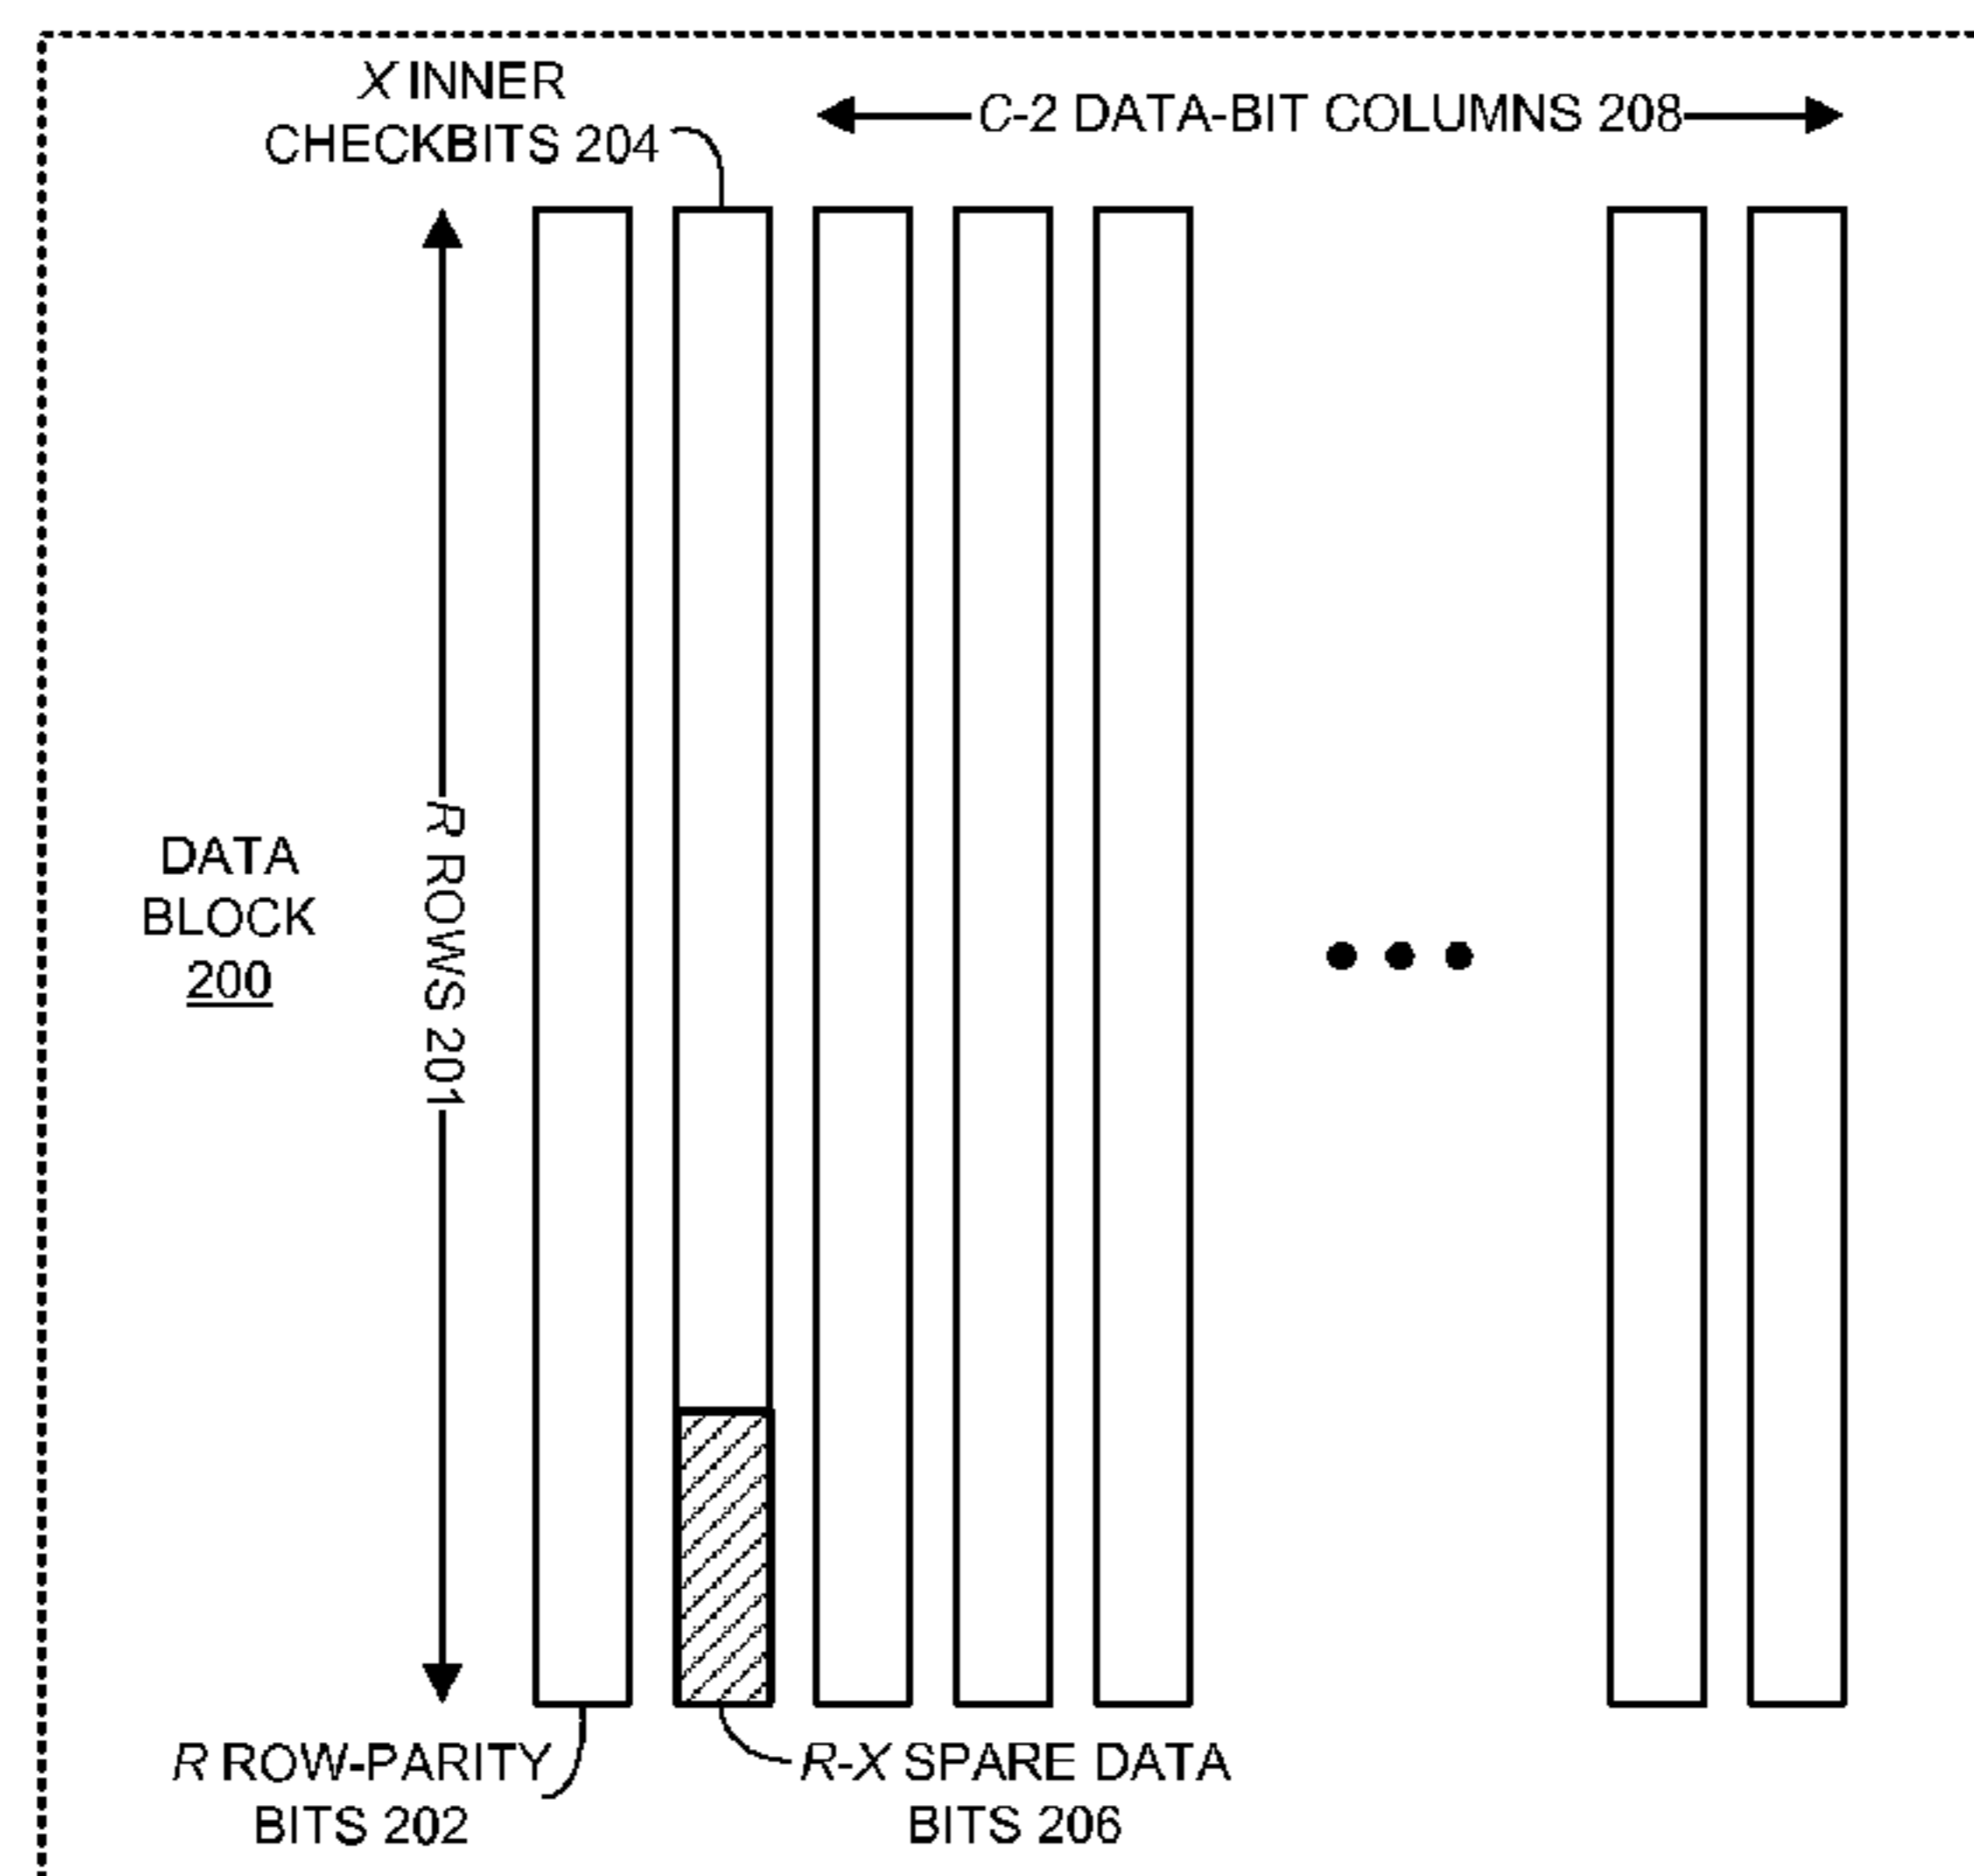 X INNER
CHECKBITS 204
C-2 DATA-BIT COLUMNS 208
DATA
BLOCK
200
R ROWS 201
R ROW-PARITY
BITS 202
R-X SPARE DATA
BITS 206